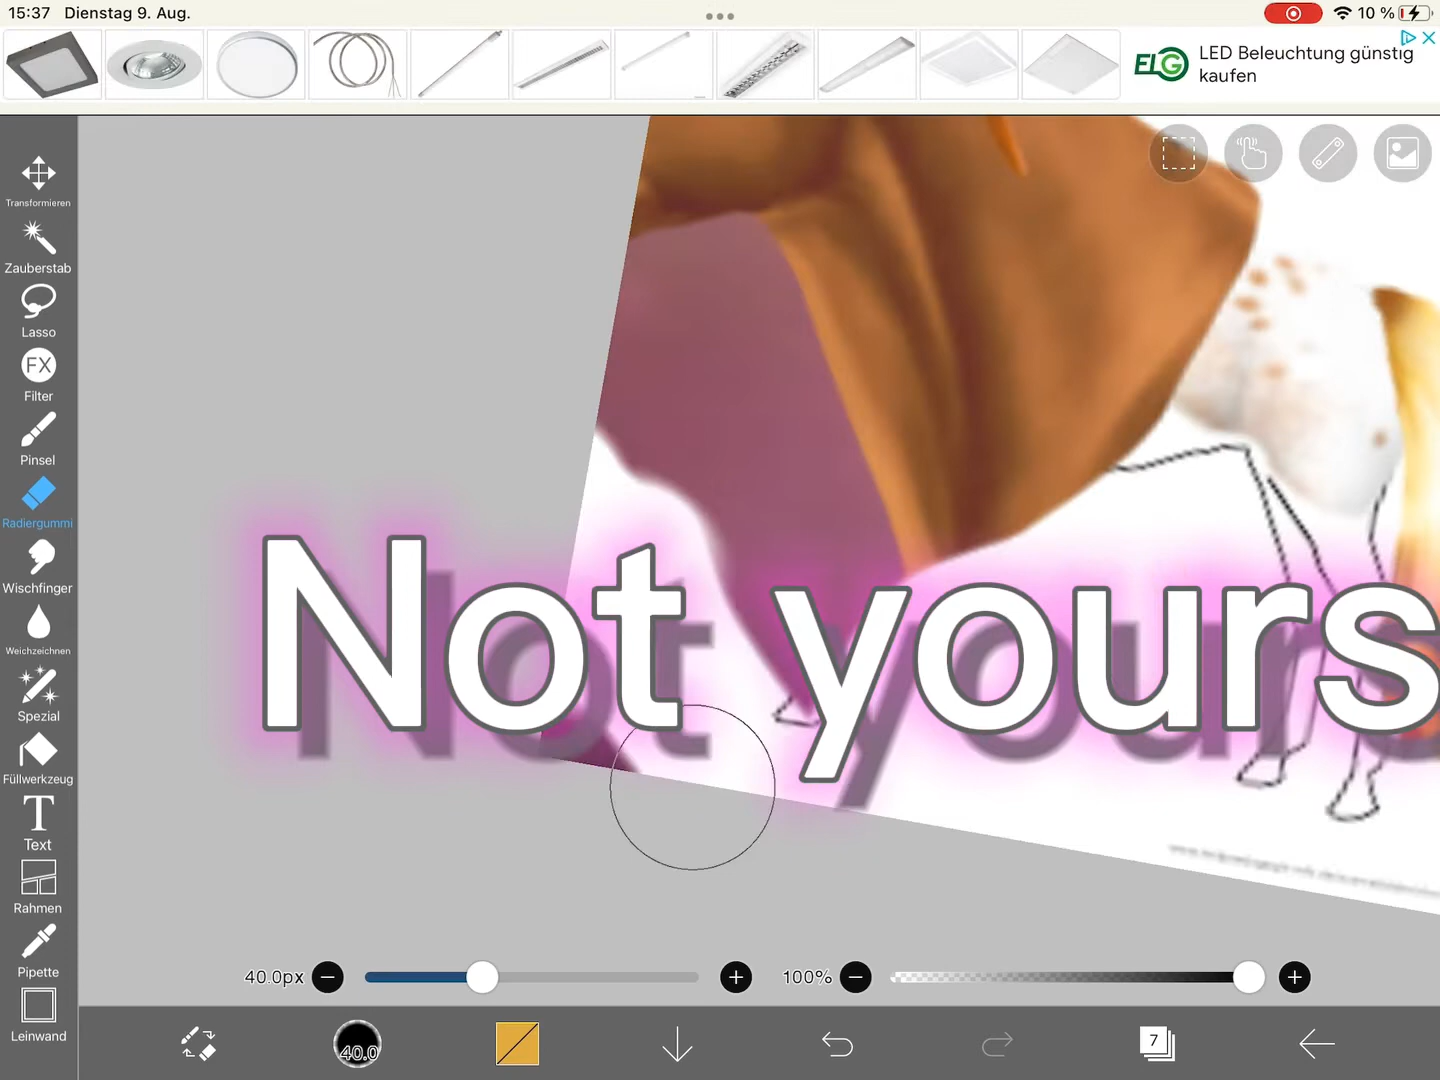 15:37 Dienstag 9. Aug.
10 %
ELG
LED Beleuchtung günstig
kaufen
Transformieren
Zauberstab
Lasso
FX
Filter
Pinsel
Radiergummi
Wischfinger
Weichzeichnen
Spezial
Füllwerkzeug
T
Text
Rahmen
Pipette
Leinwand
Not yours
40.0px
100%
40.0
7